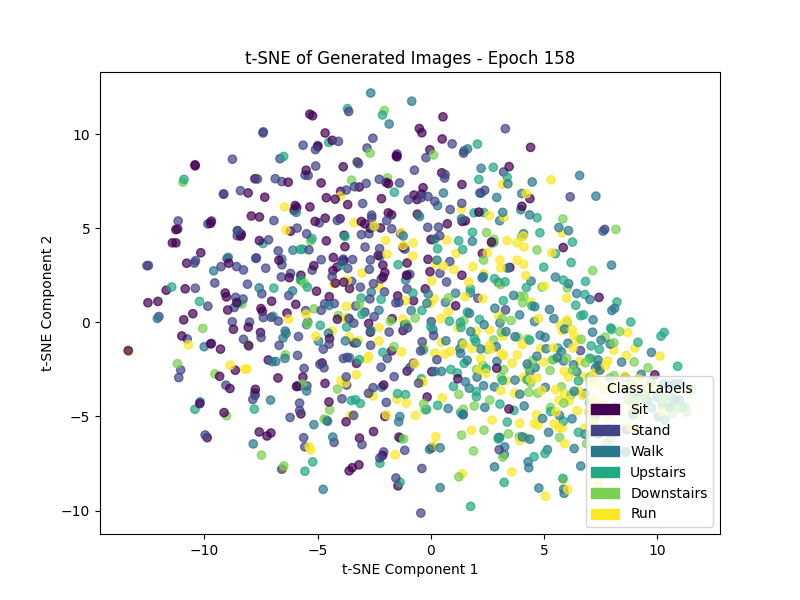 t-SNE of Generated Images - Epoch 158
10
5
0
−5
−10
t-SNE Component 2
Class Labels
Sit
Stand
Walk
Upstairs
Downstairs
Run
−10
−5
0
5
10
t-SNE Component 1